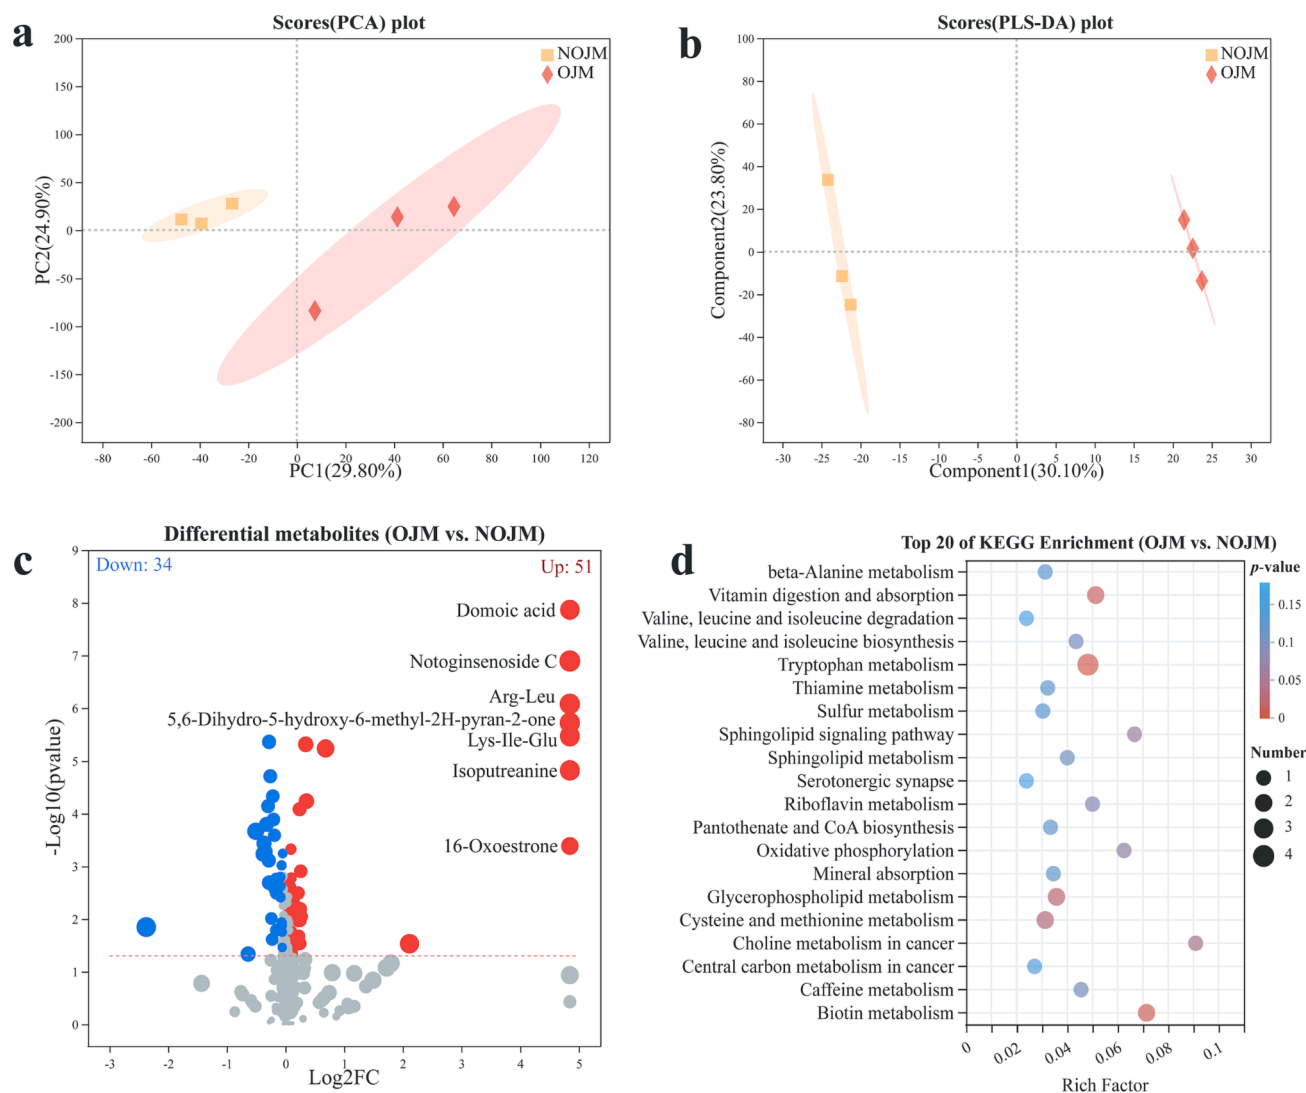 a
Scores(PCA) plot
NOJM
OJM
200
150
100
50
0
-50
-100
-150
-200
PC2(24.90%)
-80
-60
-40
-20
0
20
40
60
80
100
120
PC1(29.80%)
b
Scores(PLS-DA) plot
NOJM
OJM
100
80
60
40
20
0
-20
-40
-60
-80
Component2(23.80%)
-30
-25
-20
-15
-10
-5
0
5
10
15
20
25
30
Component1(30.10%)
c
Differential metabolites (OJM vs. NOJM)
Down: 34
Up: 51
9
8
7
6
5
4
3
2
1
0
-Log10(pvalue)
Domoic acid
Notoginsenoside C
Arg-Leu
5,6-Dihydro-5-hydroxy-6-methyl-2H-pyran-2-one
Lys-Ile-Glu
Isoputreanine
16-Oxoestrone
-3
-2
-1
0
1
2
3
4
5
Log2FC
d
Top 20 of KEGG Enrichment (OJM vs. NOJM)
beta-Alanine metabolism
Vitamin digestion and absorption
Valine, leucine and isoleucine degradation
Valine, leucine and isoleucine biosynthesis
Tryptophan metabolism
Thiamine metabolism
Sulfur metabolism
Sphingolipid signaling pathway
Sphingolipid metabolism
Serotonergic synapse
Riboflavin metabolism
Pantothenate and CoA biosynthesis
Oxidative phosphorylation
Mineral absorption
Glycerophospholipid metabolism
Cysteine and methionine metabolism
Choline metabolism in cancer
Central carbon metabolism in cancer
Caffeine metabolism
Biotin metabolism
0
0.02
0.04
0.06
0.08
0.1
Rich Factor
p-value
0.15
0.1
0.05
0
Number
1
2
3
4